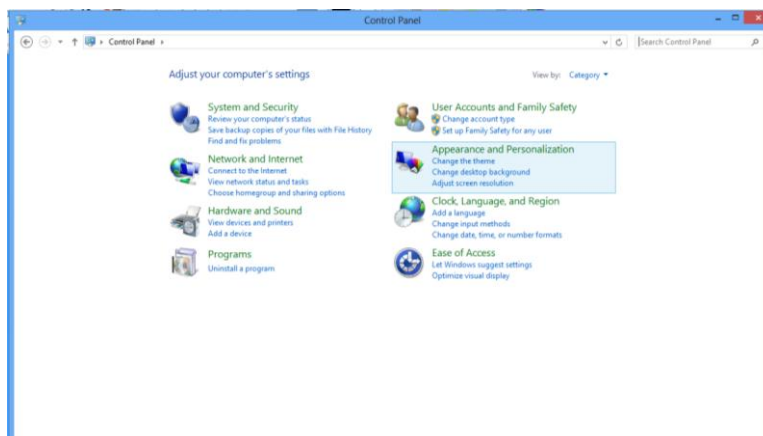 Control Panel
Control Panel
Search Control Panel
Adjust your computer's settings
View by: Category
System and Security
Review your computer's status
Save backup copies of your files with File History
Find and fix problems
Network and Internet
Connect to the Internet
View network status and tasks
Choose homegroup and sharing options
Hardware and Sound
View devices and printers
Add a device
Programs
Uninstall a program
User Accounts and Family Safety
Change account type
Set up Family Safety for any user
Appearance and Personalization
Change the theme
Change desktop background
Adjust screen resolution
Clock, Language, and Region
Add a language
Change input methods
Change date, time, or number formats
Ease of Access
Let Windows suggest settings
Optimize visual display